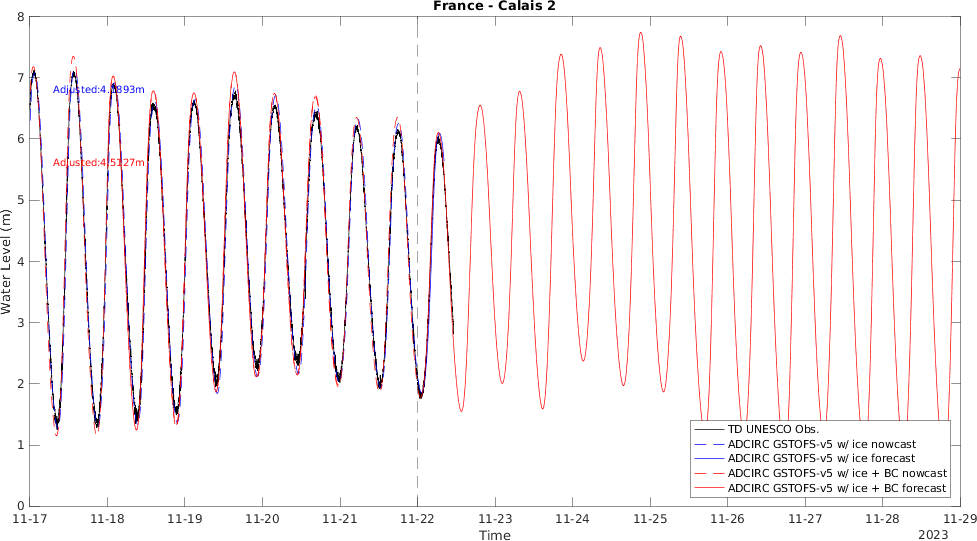 France - Calais 2
8
7
6
5
4
3
2
1
0
Water Level (m)
Adjusted:4.1893m
Adjusted:4.5127m
TD UNESCO Obs.
ADCIRC GSTOFS-v5 w/ ice nowcast
ADCIRC GSTOFS-v5 w/ ice forecast
ADCIRC GSTOFS-v5 w/ ice + BC nowcast
ADCIRC GSTOFS-v5 w/ ice + BC forecast
11-17 11-18 11-19 11-20 11-21 11-22 11-23 11-24 11-25 11-26 11-27 11-28 11-29
Time
2023